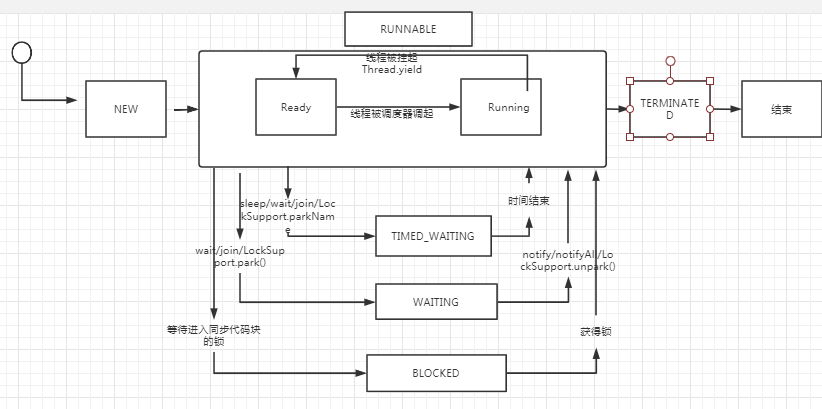 RUNNABLE
线程被挂起
Thread.yield
NEW
Ready
线程被调度器调起
Running
TERMINATE
D
结束
sleep/wait/join/Loc
kSupport.parkNam
e
时间结束
TIMED_WAITING
wait/join/LockSup
port.park()
notify/notifyAll/Lo
ckSupport.unpark()
WAITING
等待进入同步代码块
的锁
获得锁
BLOCKED